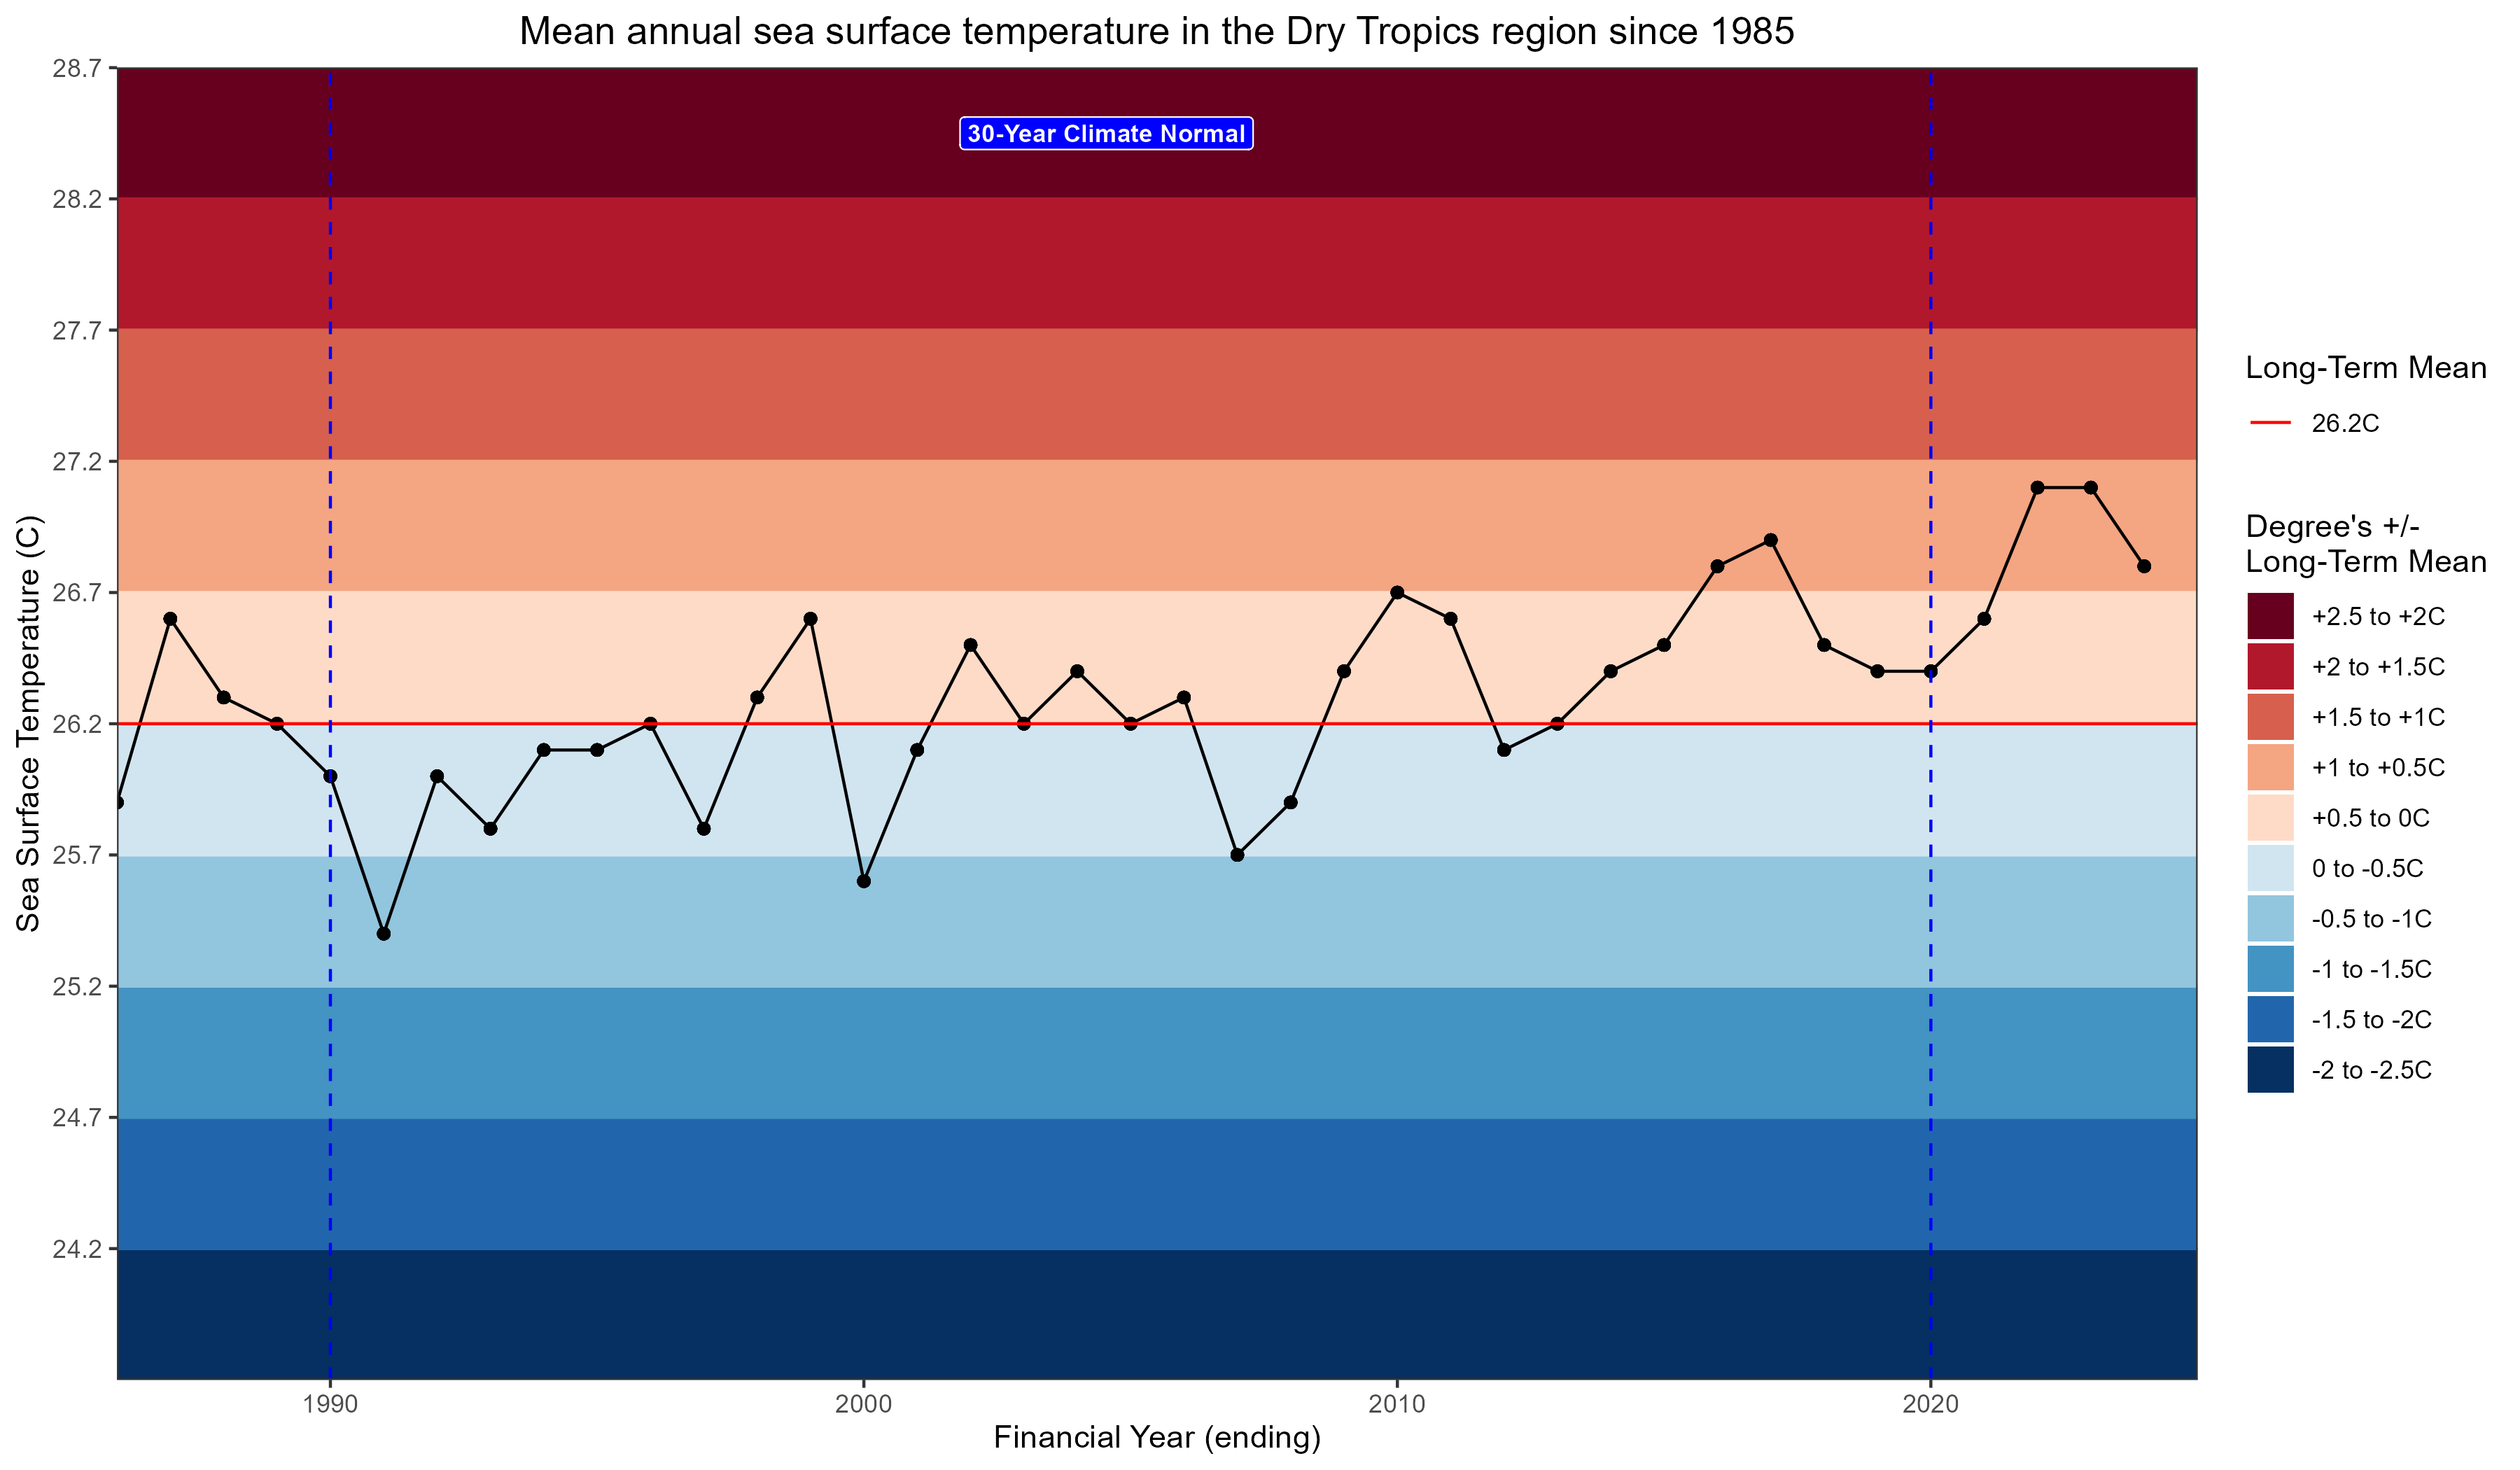 Mean annual sea surface temperature in the Dry Tropics region since 1985
28.7
28.2
27.7
27.2
26.7
26.2
25.7
25.2
24.7
24.2
Sea Surface Temperature (C)
30-Year Climate Normal
1990
2000
2010
2020
Financial Year (ending)
Long-Term Mean
26.2C
Degree's +/-
Long-Term Mean
+2.5 to +2C
+2 to +1.5C
+1.5 to +1C
+1 to +0.5C
+0.5 to 0C
0 to -0.5C
-0.5 to -1C
-1 to -1.5C
-1.5 to -2C
-2 to -2.5C